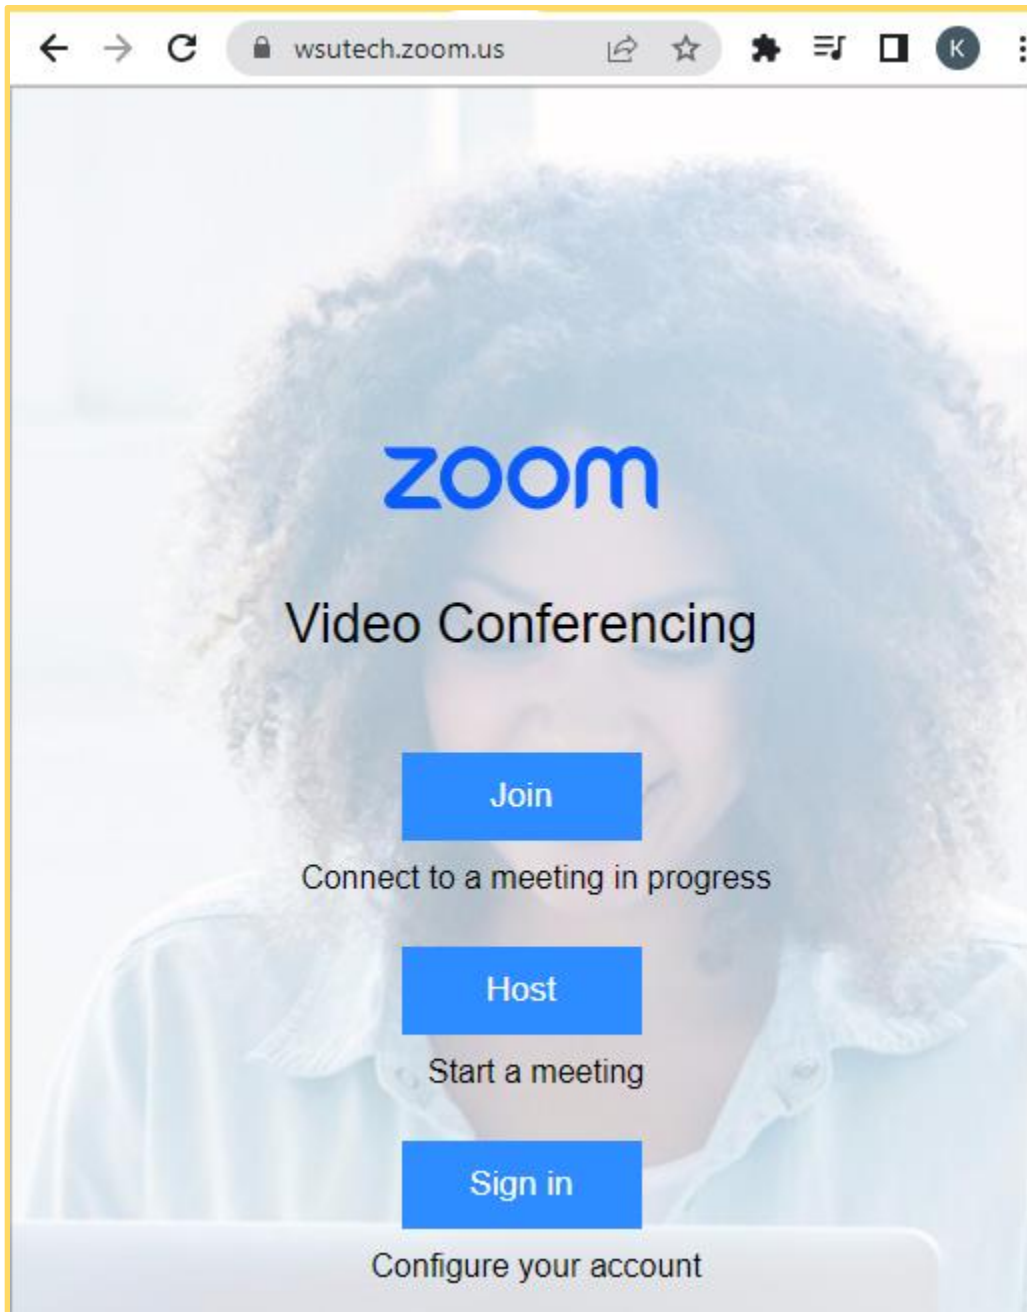 wsutech.zoom.us
K
zoom
Video Conferencing
Join
Connect to a meeting in progress
Host
Start a meeting
Sign in
Configure your account